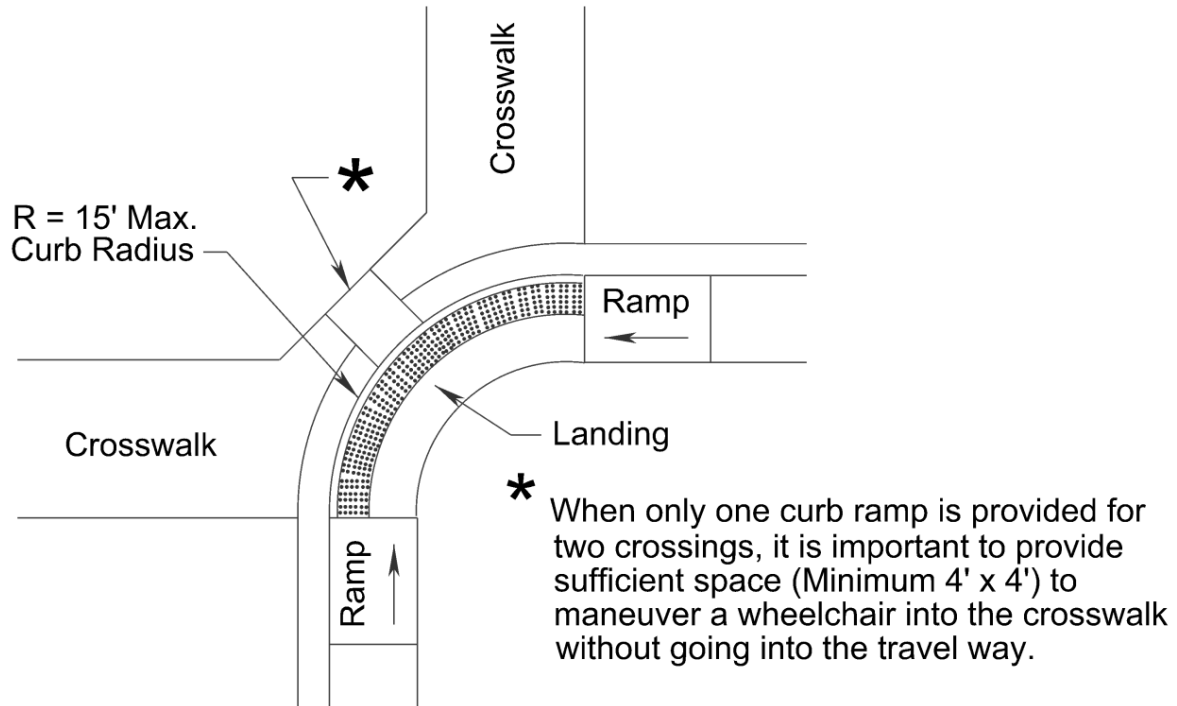 Crosswalk
*
R = 15' Max.
Curb Radius
Ramp
Landing
Crosswalk
Ramp
* When only one curb ramp is provided for
two crossings, it is important to provide
sufficient space (Minimum 4' x 4') to
maneuver a wheelchair into the crosswalk
without going into the travel way.